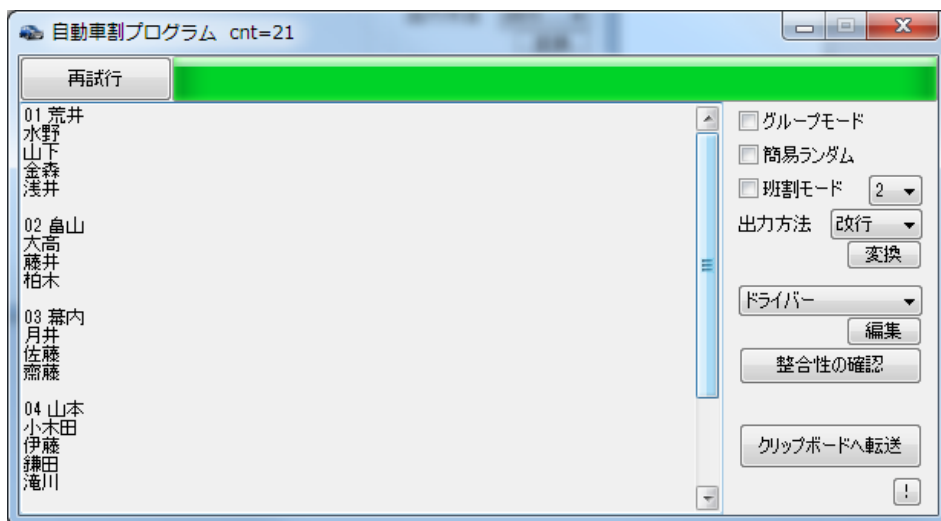 自動車割プログラム cnt=21
再試行
01 荒井
水野
山下
金森
浅井
02 畠山
大高
藤井
柏木
03 幕内
月井
佐藤
齋藤
04 山本
小木田
伊藤
鎌田
滝川
グループモード
簡易ランダム
班割モード 2
出力方法 改行
変換
ドライバー
編集
整合性の確認
クリップボードへ転送
!